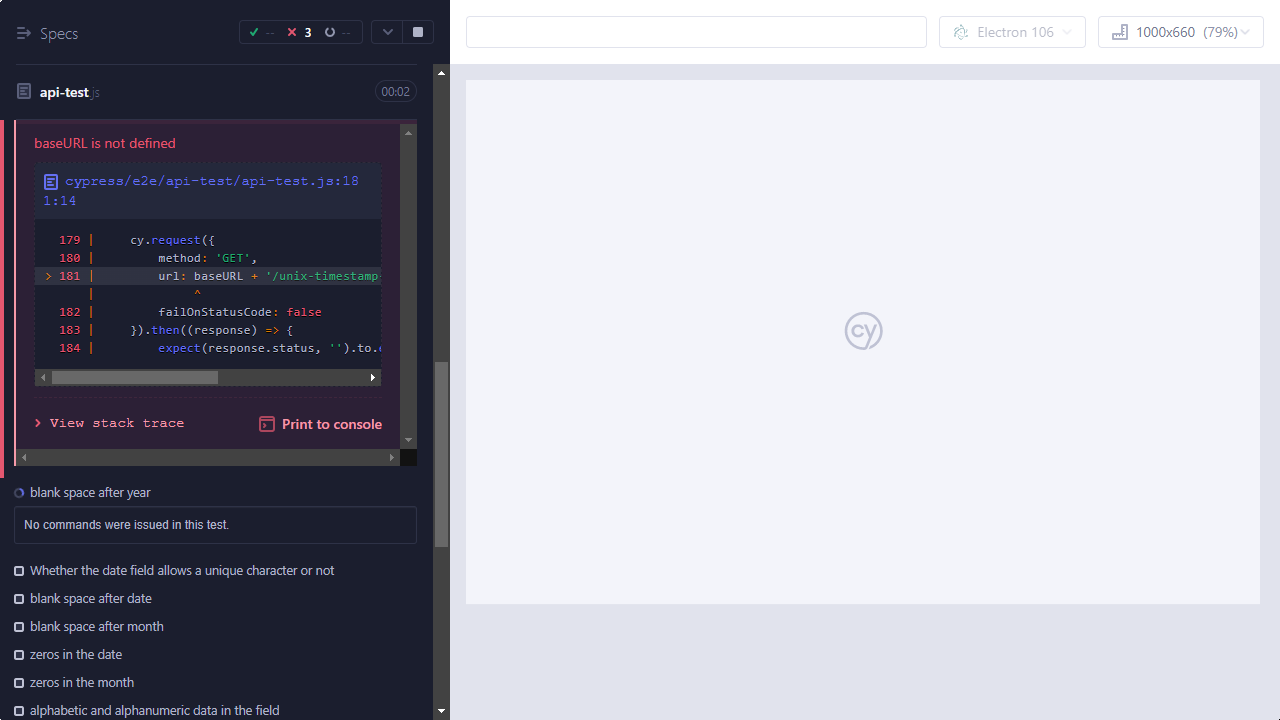 Specs
-- 3 --
Electron 106
1000x660 (79%)
api-test.js
00:02
baseURL is not defined
cypress/e2e/api-test/api-test.js:18
1:14
179 | cy.request({
180 | method: 'GET',
> 181 | url: baseURL + '/unix-timestamp
| ^
182 | failOnStatusCode: false
183 | }).then((response) => {
184 | expect(response.status, '').to.
View stack trace
Print to console
blank space after year
No commands were issued in this test.
Whether the date field allows a unique character or not
blank space after date
blank space after month
zeros in the date
zeros in the month
alphabetic and alphanumeric data in the field
cy